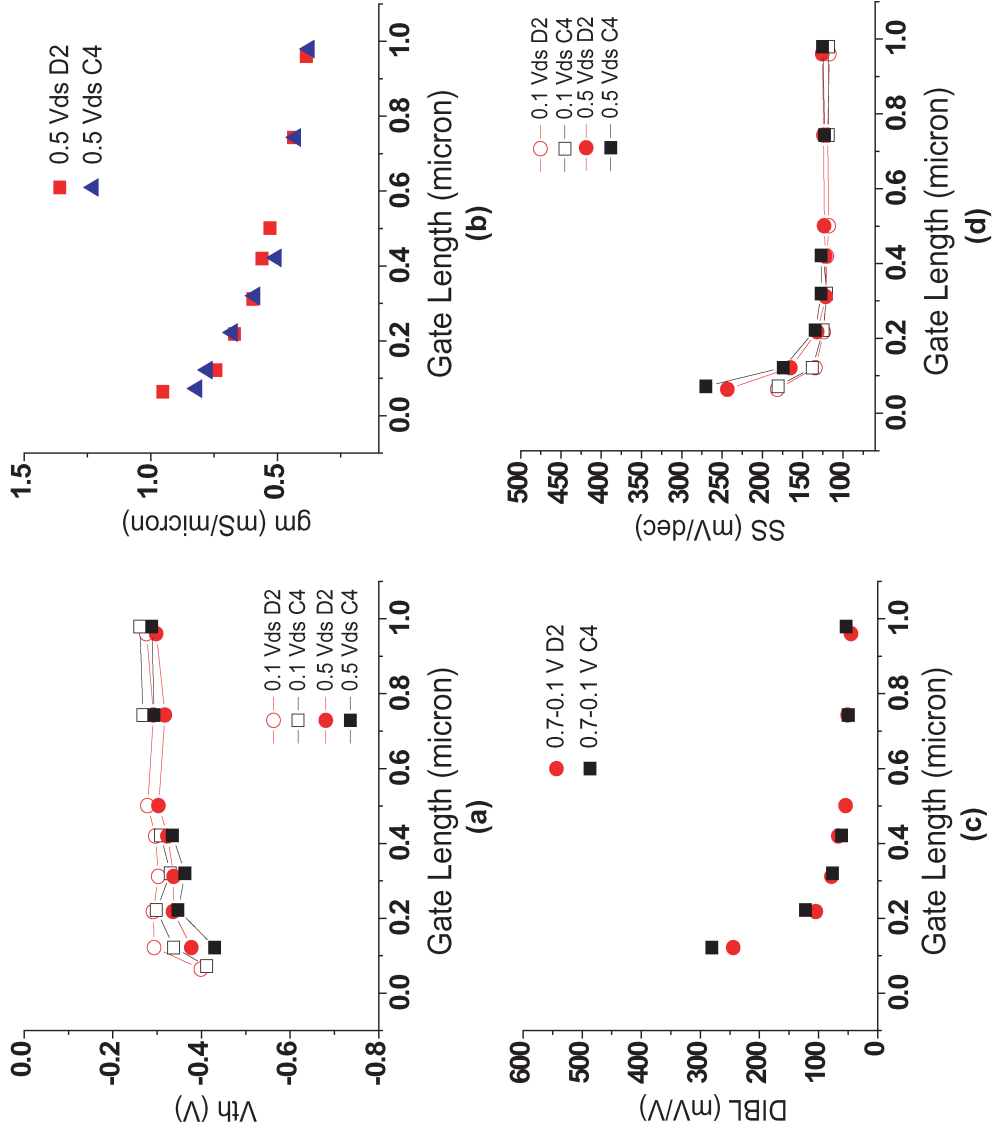 Vth (V)
0.0
-0.2
-0.4
-0.6
-0.8
0.1 Vds D2
0.1 Vds C4
0.5 Vds D2
0.5 Vds C4
0.0 0.2 0.4 0.6 0.8 1.0
Gate Length (micron)
(a)
gm (mS/micron)
1.5
1.0
0.5
0.5 Vds D2
0.5 Vds C4
0.0 0.2 0.4 0.6 0.8 1.0
Gate Length (micron)
(b)
DIBL (mV/V)
600
500
400
300
200
100
0
0.7-0.1 V D2
0.7-0.1 V C4
0.0 0.2 0.4 0.6 0.8 1.0
Gate Length (micron)
(c)
SS (mV/dec)
500
450
400
350
300
250
200
150
100
0.1 Vds D2
0.1 Vds C4
0.5 Vds D2
0.5 Vds C4
0.0 0.2 0.4 0.6 0.8 1.0
Gate Length (micron)
(d)